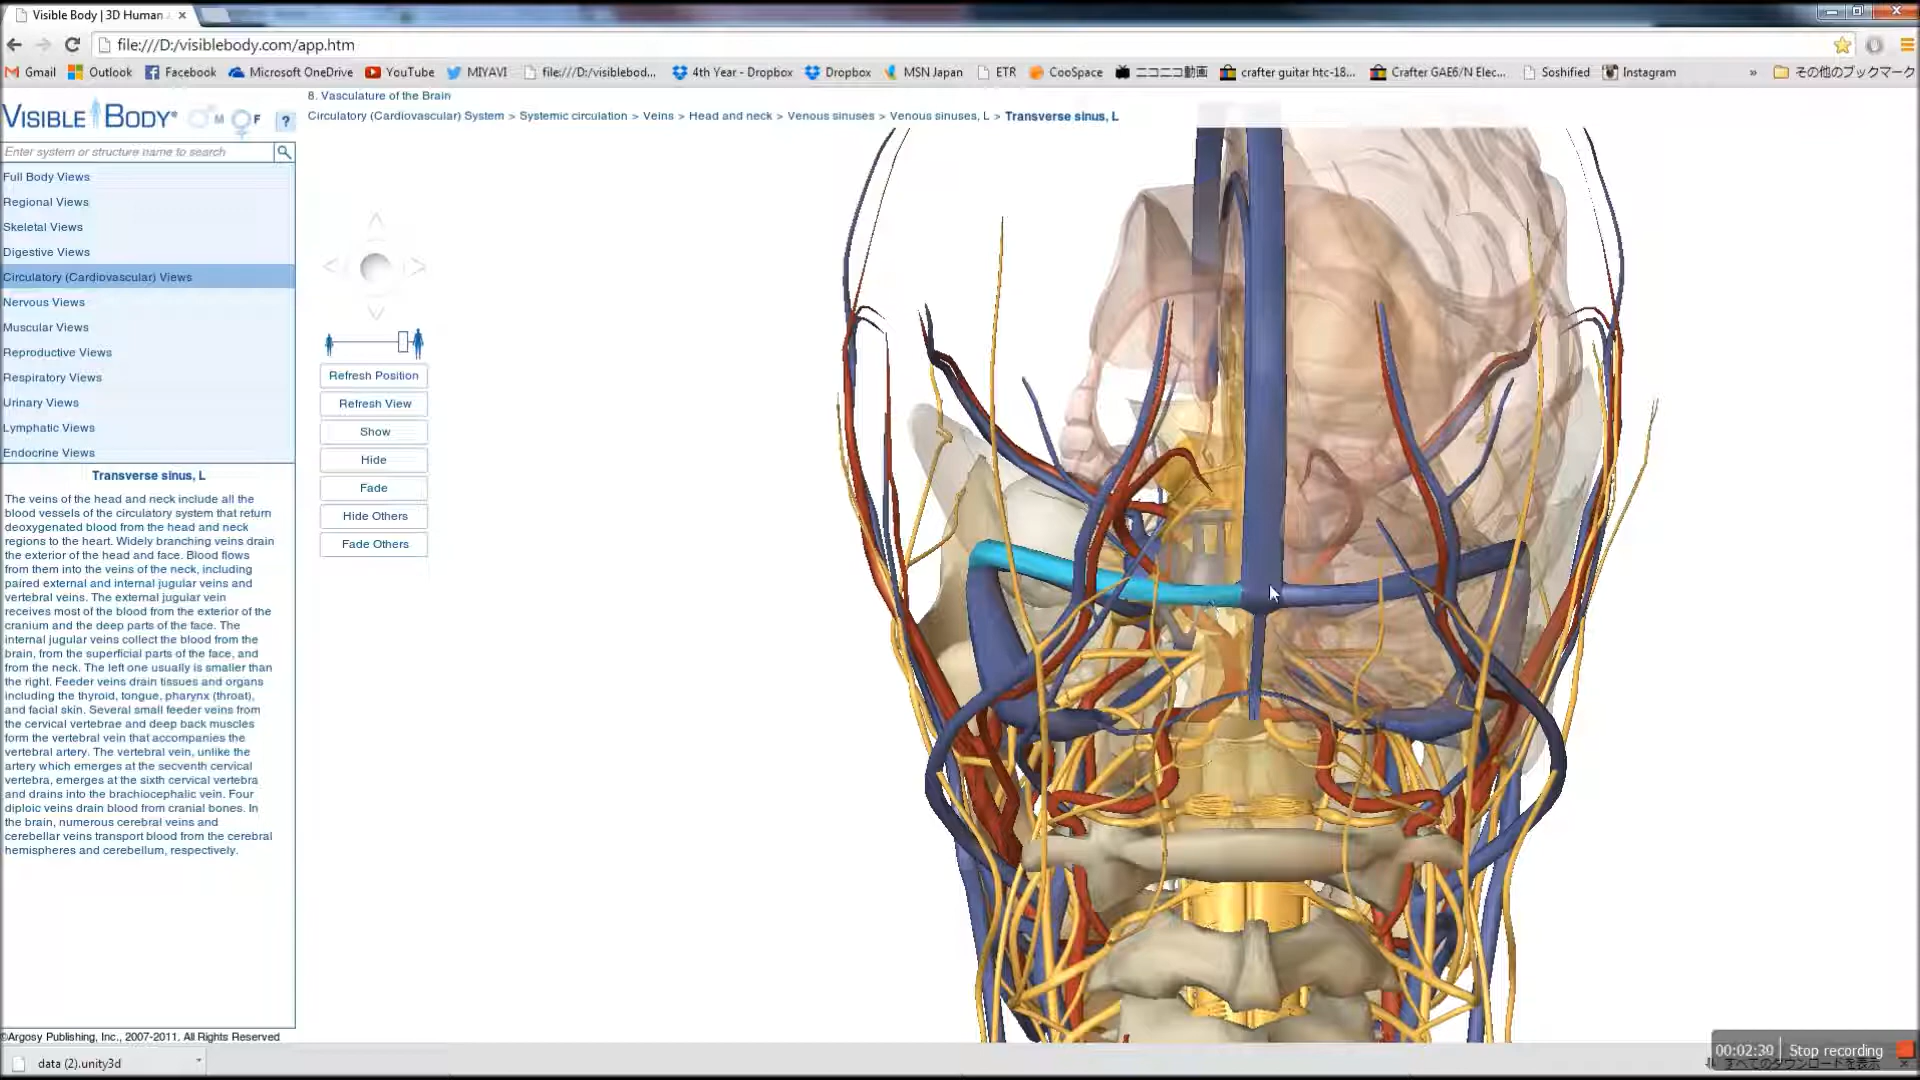 Visible Body | 3D Human
file:///D:/visiblebody.com/app.htm
Gmail Outlook Facebook Microsoft OneDrive YouTube MIYAVI file:///D:/visiblebod... 4th Year - Dropbox Dropbox MSN Japan ETR CooSpace ニコニコ動画 crafter guitar htc-18... Crafter GAE6/N Elec... Soshified Instagram » その他のブックマーク
8. Vasculature of the Brain
VISIBLE BODY® M F ?
Circulatory (Cardiovascular) System > Systemic circulation > Veins > Head and neck > Venous sinuses > Venous sinuses, L > Transverse sinus, L
Enter system or structure name to search
Full Body Views
Regional Views
Skeletal Views
Digestive Views
Circulatory (Cardiovascular) Views
Nervous Views
Muscular Views
Reproductive Views
Respiratory Views
Urinary Views
Lymphatic Views
Endocrine Views
Refresh Position
Refresh View
Show
Hide
Fade
Hide Others
Fade Others
Transverse sinus, L
The veins of the head and neck include all the
blood vessels of the circulatory system that return
deoxygenated blood from the head and neck
regions to the heart. Widely branching veins drain
the exterior of the head and face. Blood flows
from them into the veins of the neck, including
paired external and internal jugular veins and
vertebral veins. The external jugular vein
receives most of the blood from the exterior of the
cranium and the deep parts of the face. The
internal jugular veins collect the blood from the
brain, from the superficial parts of the face, and
from the neck. The left one usually is smaller than
the right. Feeder veins drain tissues and organs
including the thyroid, tongue, pharynx (throat),
and facial skin. Several small feeder veins from
the cervical vertebrae and deep back muscles
form the vertebral vein that accompanies the
vertebral artery. The vertebral vein, unlike the
artery which emerges at the secventh cervical
vertebra, emerges at the sixth cervical vertebra
and drains into the brachiocephalic vein. Four
diploic veins drain blood from cranial bones. In
the brain, numerous cerebral veins and
cerebellar veins transport blood from the cerebral
hemispheres and cerebellum, respectively.
©Argosy Publishing, Inc., 2007-2011. All Rights Reserved
data (2).unity3d
00:02:30 Stop recording
すべてのダウンロードを表示